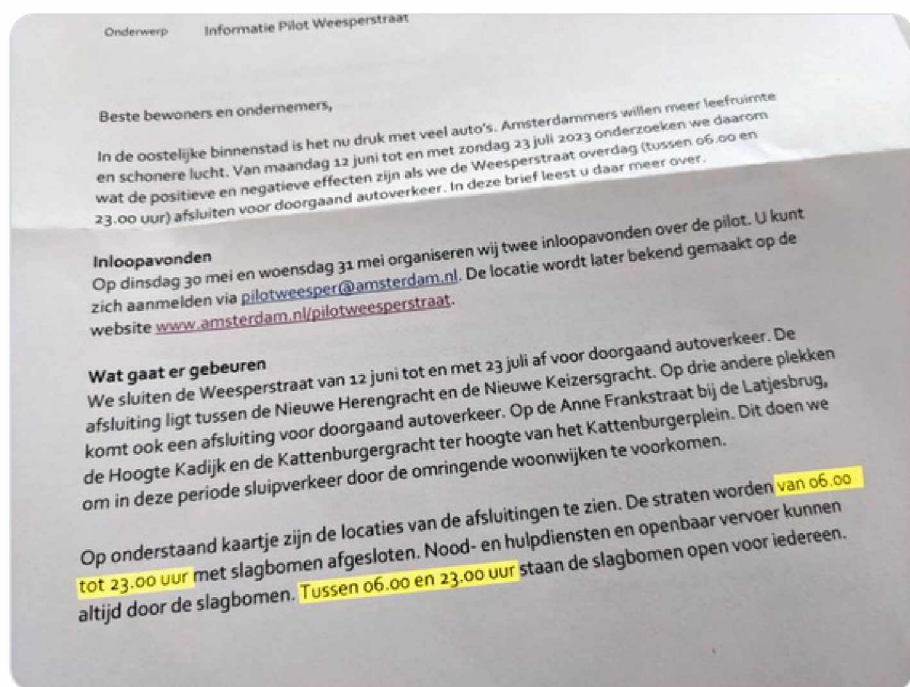 Onderwerp Informatie Pilot Weesperstraat
Beste bewoners en ondernemers,
In de oostelijke binnenstad is het nu druk met veel auto's. Amsterdammers willen meer leefruimte
en schonere lucht. Van maandag 12 juni tot en met zondag 23 juli 2023 onderzoeken we daarom
wat de positieve en negatieve effecten zijn als we de Weesperstraat overdag (tussen 06.00 en
23.00 uur) afsluiten voor doorgaand autoverkeer. In deze brief leest u daar meer over.
Inloopavonden
Op dinsdag 30 mei en woensdag 31 mei organiseren wij twee inloopavonden over de pilot. U kunt
zich aanmelden via pilotweesper@amsterdam.nl. De locatie wordt later bekend gemaakt op de
website www.amsterdam.nl/pilotweesperstraat.
Wat gaat er gebeuren
We sluiten de Weesperstraat van 12 juni tot en met 23 juli af voor doorgaand autoverkeer. De
afsluiting ligt tussen de Nieuwe Herengracht en de Nieuwe Keizersgracht. Op drie andere plekken
komt ook een afsluiting voor doorgaand autoverkeer. Op de Anne Frankstraat bij de Latjesbrug,
de Hoogte Kadijk en de Kattenburgergracht ter hoogte van het Kattenburgerplein. Dit doen we
om in deze periode sluipverkeer door de omringende woonwijken te voorkomen.
Op onderstaand kaartje zijn de locaties van de afsluitingen te zien. De straten worden van 06.00
tot 23.00 uur met slagbomen afgesloten. Nood- en hulpdiensten en openbaar vervoer kunnen
altijd door de slagbomen. Tussen 06.00 en 23.00 uur staan de slagbomen open voor iedereen.